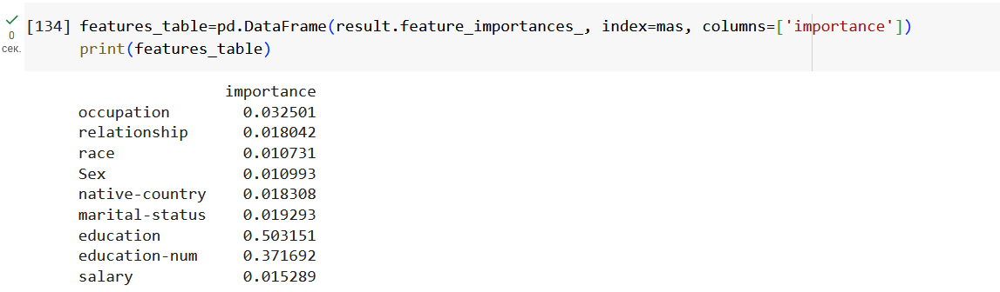 [134] features_table=pd.DataFrame(result.feature_importances_, index=mas, columns=['importance'])
0
сек.
print(features_table)
importance
occupation 0.032501
relationship 0.018042
race 0.010731
Sex 0.010993
native-country 0.018308
marital-status 0.019293
education 0.503151
education-num 0.371692
salary 0.015289